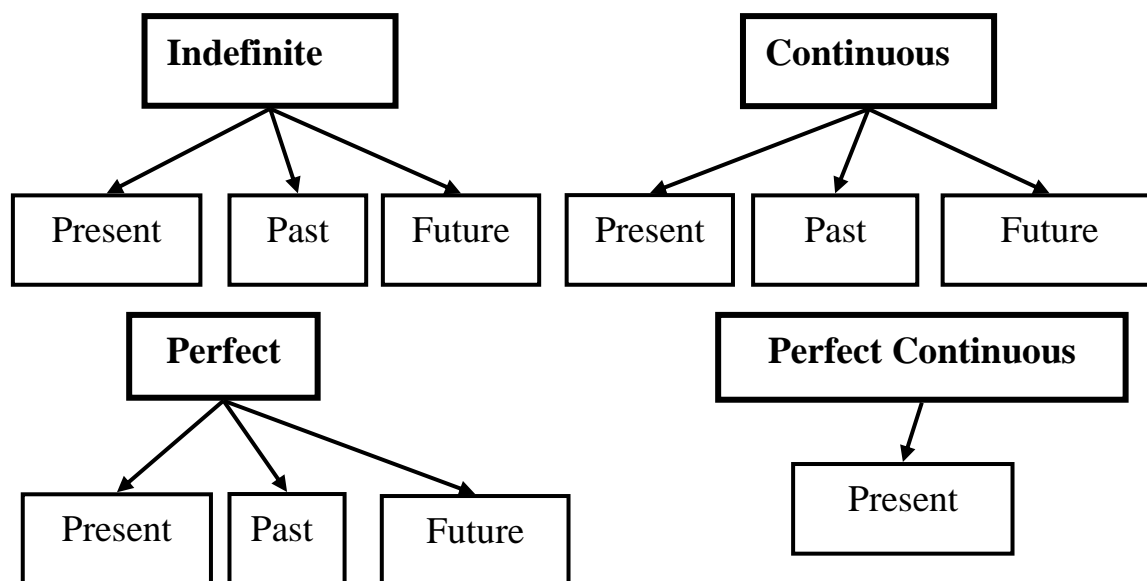 Indefinite
Continuous
Present
Past
Future
Present
Past
Future
Perfect
Perfect Continuous
Present
Past
Future
Present